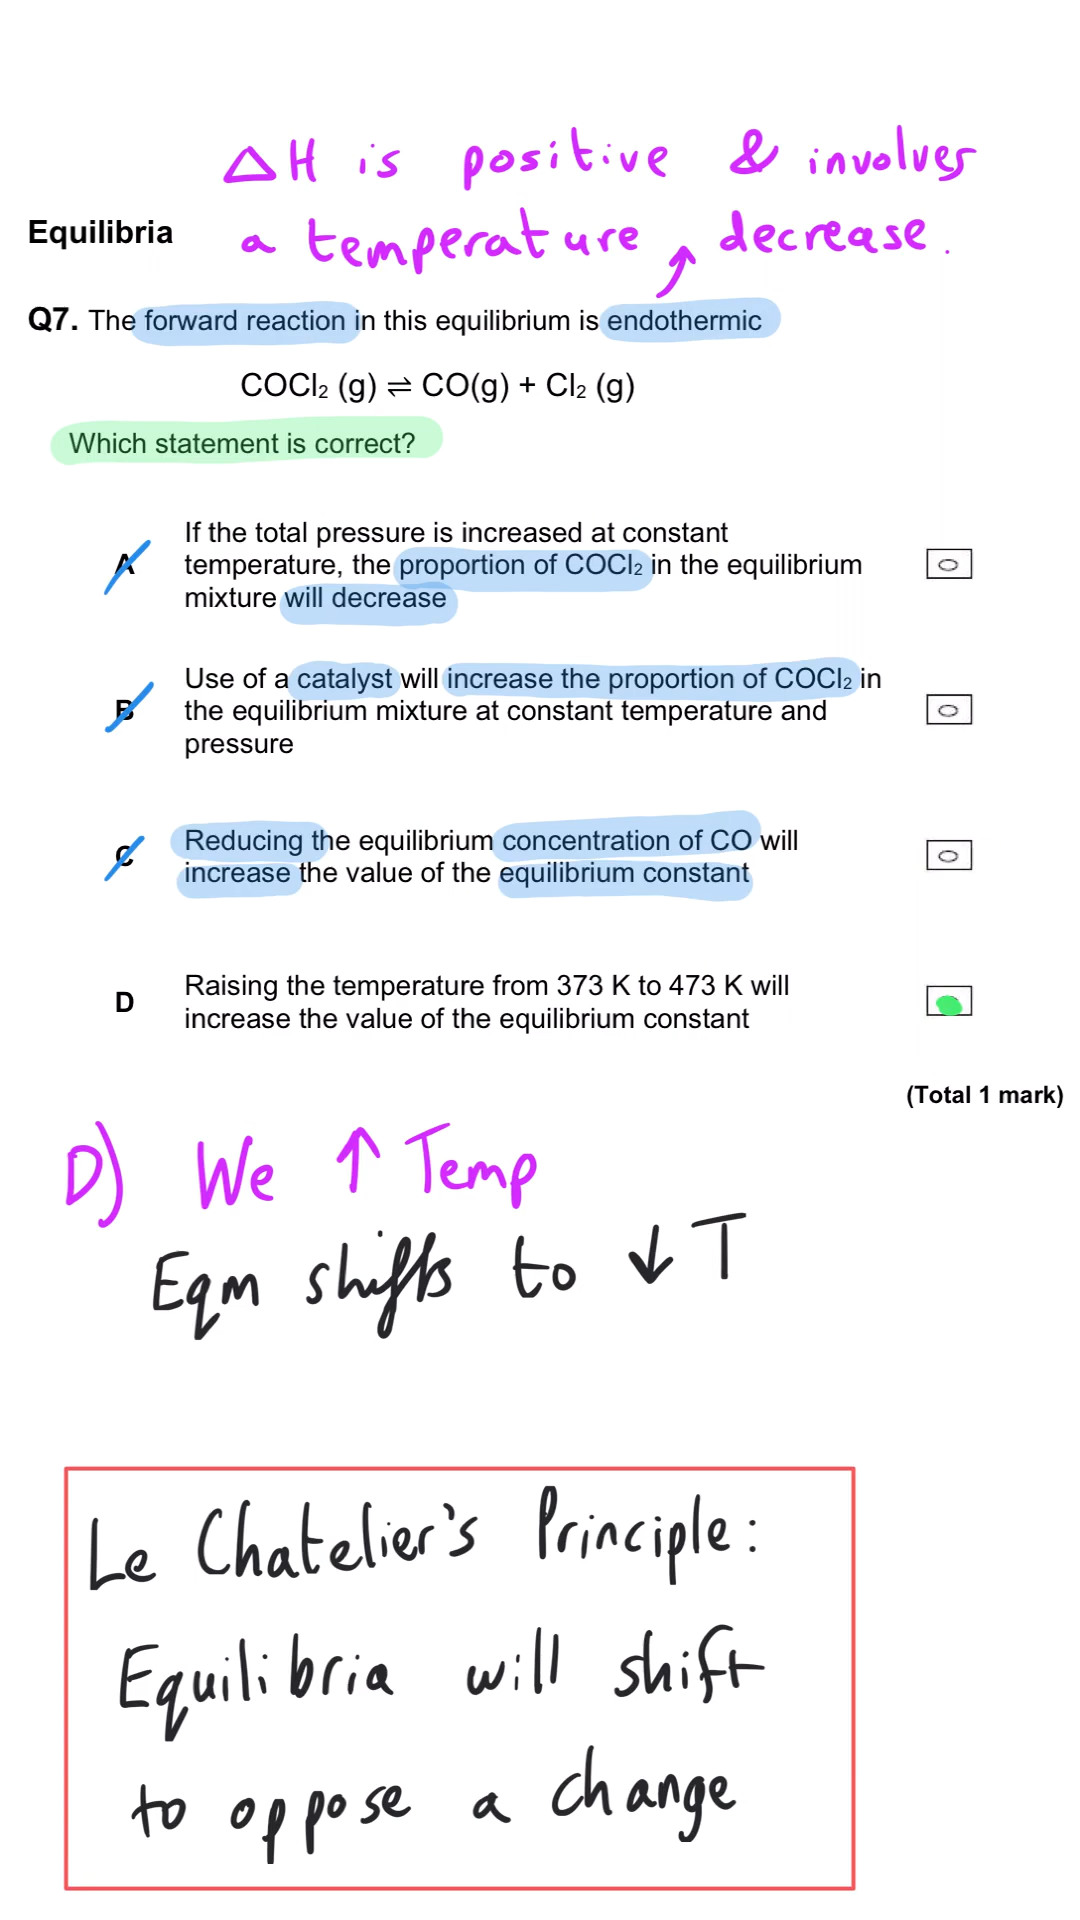 ΔH is positive & involves
Equilibria a temperature decrease.
Q7. The forward reaction in this equilibrium is endothermic
COCl₂ (g) ⇌ CO(g) + Cl₂ (g)
Which statement is correct?
A If the total pressure is increased at constant
temperature, the proportion of COCl₂ in the equilibrium
mixture will decrease
B Use of a catalyst will increase the proportion of COCl₂ in
the equilibrium mixture at constant temperature and
pressure
C Reducing the equilibrium concentration of CO will
increase the value of the equilibrium constant
D Raising the temperature from 373 K to 473 K will
increase the value of the equilibrium constant
(Total 1 mark)
D) We ↑ Temp
Eqm shifts to ↓ T
Le Chatelier's Principle:
Equilibria will shift
to oppose a change